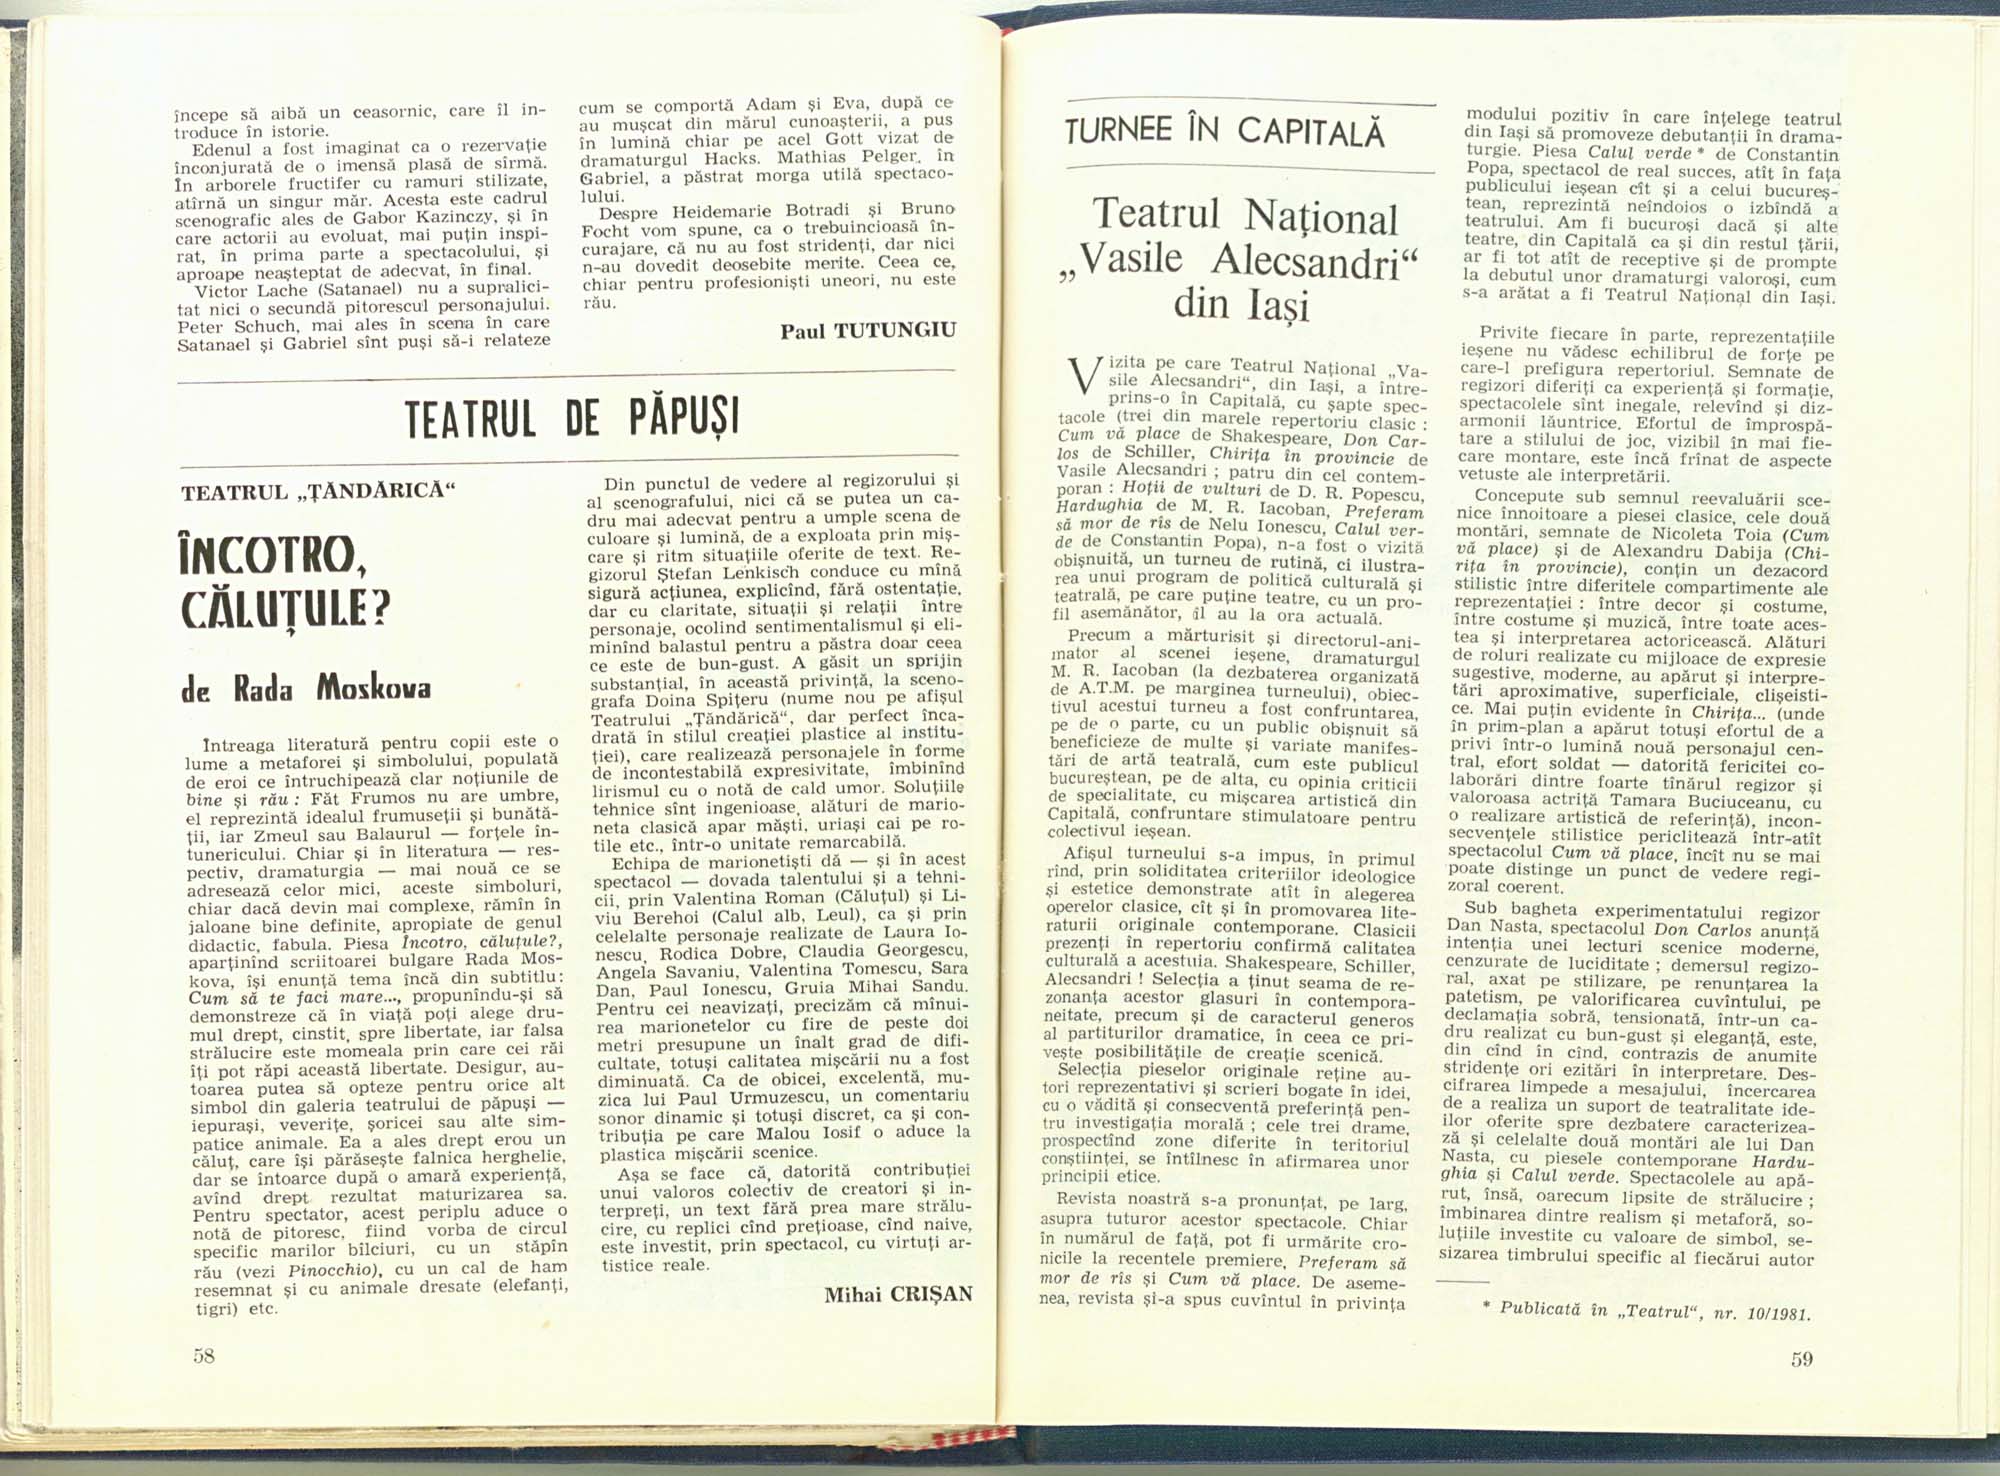 începe să aibă un ceasornic, care îl in-
troduce în istorie.
Edenul a fost imaginat ca o rezervație
înconjurată de o imensă plasă de sîrmă.
În arborele fructifer cu ramuri stilizate,
atîrnă un singur măr. Acesta este cadrul
scenografic ales de Gabor Kazinczy, și în
care actorii au evoluat, mai puțin inspi-
rat, în prima parte a spectacolului, și
aproape neașteptat de adecvat, în final.
Victor Lache (Satanael) nu a supralici-
tat nici o secundă pitorescul personajului.
Peter Schuch, mai ales în scena în care
Satanael și Gabriel sînt puși să-i relateze
cum se comportă Adam și Eva, după ce
au mușcat din mărul cunoașterii, a pus
în lumină chiar pe acel Gott vizat de
dramaturgul Hacks. Mathias Pelger, în
Gabriel, a păstrat morga utilă spectaco-
lului.
Despre Heidemarie Botradi și Bruno
Focht vom spune, ca o trebuincioasă în-
curajare, că nu au fost stridenți, dar nici
n-au dovedit deosebite merite. Ceea ce,
chiar pentru profesioniști uneori, nu este
rău.
Paul TUTUNGIU
TEATRUL DE PĂPUȘI
TEATRUL „ȚĂNDĂRICĂ“
ÎNCOTRO,
CĂLUȚULE?
de Rada Moskova
Întreaga literatură pentru copii este o
lume a metaforei și simbolului, populată
de eroi ce întruchipează clar noțiunile de
bine și rău : Făt Frumos nu are umbre,
el reprezintă idealul frumuseții și bunătă-
ții, iar Zmeul sau Balaurul — forțele în-
tunericului. Chiar și în literatura — res-
pectiv, dramaturgia — mai nouă ce se
adresează celor mici, aceste simboluri,
chiar dacă devin mai complexe, rămîn în
jaloane bine definite, apropiate de genul
didactic, fabula. Piesa Încotro, căluțule?,
aparținînd scriitoarei bulgare Rada Mos-
kova, își enunță tema încă din subtitlu:
Cum să te faci mare..., propunîndu-și să
demonstreze că în viață poți alege dru-
mul drept, cinstit, spre libertate, iar falsa
strălucire este momeala prin care cei răi
îți pot răpi această libertate. Desigur, au-
toarea putea să opteze pentru orice alt
simbol din galeria teatrului de păpuși —
iepurași, veverițe, șoricei sau alte sim-
patice animale. Ea a ales drept erou un
căluț, care își părăsește falnica herghelie,
dar se întoarce după o amară experiență,
avînd drept rezultat maturizarea sa.
Pentru spectator, acest periplu aduce o
notă de pitoresc, fiind vorba de circul
specific marilor bîlciuri, cu un stăpîn
rău (vezi Pinocchio), cu un cal de ham
resemnat și cu animale dresate (elefanți,
tigri) etc.
Din punctul de vedere al regizorului și
al scenografului, nici că se putea un ca-
dru mai adecvat pentru a umple scena de
culoare și lumină, de a exploata prin miș-
care și ritm situațiile oferite de text. Re-
gizorul Ștefan Lenkisch conduce cu mînă
sigură acțiunea, explicînd, fără ostentație,
dar cu claritate, situații și relații între
personaje, ocolind sentimentalismul și eli-
minînd balastul pentru a păstra doar ceea
ce este de bun-gust. A găsit un sprijin
substanțial, în această privință, la sceno-
grafa Doina Spițeru (nume nou pe afișul
Teatrului „Țăndărică“, dar perfect înca-
drată în stilul creației plastice al institu-
ției), care realizează personajele în forme
de incontestabilă expresivitate, îmbinînd
lirismul cu o notă de cald umor. Soluțiile
tehnice sînt ingenioase, alături de mario-
neta clasică apar măști, uriași cai pe ro-
tile etc., într-o unitate remarcabilă.
Echipa de marionetiști dă — și în acest
spectacol — dovada talentului și a tehni-
cii, prin Valentina Roman (Căluțul) și Li-
viu Berehoi (Calul alb, Leul), ca și prin
celelalte personaje realizate de Laura Io-
nescu, Rodica Dobre, Claudia Georgescu,
Angela Savaniu, Valentina Tomescu, Sara
Dan, Paul Ionescu, Gruia Mihai Sandu.
Pentru cei neavizați, precizăm că mînui-
rea marionetelor cu fire de peste doi
metri presupune un înalt grad de difi-
cultate, totuși calitatea mișcării nu a fost
diminuată. Ca de obicei, excelentă, mu-
zica lui Paul Urmuzescu, un comentariu
sonor dinamic și totuși discret, ca și con-
tribuția pe care Malou Iosif o aduce la
plastica mișcării scenice.
Așa se face că, datorită contribuției
unui valoros colectiv de creatori și in-
terpreți, un text fără prea mare strălu-
cire, cu replici cînd prețioase, cînd naive,
este investit, prin spectacol, cu virtuți ar-
tistice reale.
Mihai CRIȘAN
58
TURNEE ÎN CAPITALĂ
Teatrul Național
„Vasile Alecsandri“
din Iași
Vizita pe care Teatrul Național „Va-
sile Alecsandri“, din Iași, a între-
prins-o în Capitală, cu șapte spec-
tacole (trei din marele repertoriu clasic :
Cum vă place de Shakespeare, Don Car-
los de Schiller, Chirița în provincie de
Vasile Alecsandri ; patru din cel contem-
poran : Hoții de vulturi de D. R. Popescu,
Hardughia de M. R. Iacoban, Preferam
să mor de rîs de Nelu Ionescu, Calul ver-
de de Constantin Popa), n-a fost o vizită
obișnuită, un turneu de rutină, ci ilustra-
rea unui program de politică culturală și
teatrală, pe care puține teatre, cu un pro-
fil asemănător, îl au la ora actuală.
Precum a mărturisit și directorul-ani-
mator al scenei ieșene, dramaturgul
M. R. Iacoban (la dezbaterea organizată
de A.T.M. pe marginea turneului), obiec-
tivul acestui turneu a fost confruntarea,
pe de o parte, cu un public obișnuit să
beneficieze de multe și variate manifes-
tări de artă teatrală, cum este publicul
bucureștean, pe de alta, cu opinia criticii
de specialitate, cu mișcarea artistică din
Capitală, confruntare stimulatoare pentru
colectivul ieșean.
Afișul turneului s-a impus, în primul
rînd, prin soliditatea criteriilor ideologice
și estetice demonstrate atît în alegerea
operelor clasice, cît și în promovarea lite-
raturii originale contemporane. Clasicii
prezenți în repertoriu confirmă calitatea
culturală a acestuia. Shakespeare, Schiller,
Alecsandri ! Selecția a ținut seama de re-
zonanța acestor glasuri în contempora-
neitate, precum și de caracterul generos
al partiturilor dramatice, în ceea ce pri-
vește posibilitățile de creație scenică.
Selecția pieselor originale reține au-
tori reprezentativi și scrieri bogate în idei,
cu o vădită și consecventă preferință pen-
tru investigația morală ; cele trei drame,
prospectînd zone diferite în teritoriul
conștiinței, se întîlnesc în afirmarea unor
principii etice.
Revista noastră s-a pronunțat, pe larg,
asupra tuturor acestor spectacole. Chiar
în numărul de față, pot fi urmărite cro-
nicile la recentele premiere, Preferam să
mor de rîs și Cum vă place. De aseme-
nea, revista și-a spus cuvîntul în privința
modului pozitiv în care înțelege teatrul
din Iași să promoveze debutanții în drama-
turgie. Piesa Calul verde * de Constantin
Popa, spectacol de real succes, atît în fața
publicului ieșean cît și a celui bucureș-
tean, reprezintă neîndoios o izbîndă a
teatrului. Am fi bucuroși dacă și alte
teatre, din Capitală ca și din restul țării,
ar fi tot atît de receptive și de prompte
la debutul unor dramaturgi valoroși, cum
s-a arătat a fi Teatrul Național din Iași.
Privite fiecare în parte, reprezentațiile
ieșene nu vădesc echilibrul de forțe pe
care-l prefigura repertoriul. Semnate de
regizori diferiți ca experiență și formație,
spectacolele sînt inegale, relevînd și diz-
armonii lăuntrice. Efortul de împrospă-
tare a stilului de joc, vizibil în mai fie-
care montare, este încă frînat de aspecte
vetuste ale interpretării.
Concepute sub semnul reevaluării sce-
nice înnoitoare a piesei clasice, cele două
montări, semnate de Nicoleta Toia (Cum
vă place) și de Alexandru Dabija (Chi-
rița în provincie), conțin un dezacord
stilistic între diferitele compartimente ale
reprezentației : între decor și costume,
între costume și muzică, între toate aces-
tea și interpretarea actoricească. Alături
de roluri realizate cu mijloace de expresie
sugestive, moderne, au apărut și interpre-
tări aproximative, superficiale, clișeisti-
ce. Mai puțin evidente în Chirița... (unde
în prim-plan a apărut totuși efortul de a
privi într-o lumină nouă personajul cen-
tral, efort soldat — datorită fericitei co-
laborări dintre foarte tînărul regizor și
valoroasa actriță Tamara Buciuceanu, cu
o realizare artistică de referință), incon-
secvențele stilistice periclitează într-atît
spectacolul Cum vă place, încît nu se mai
poate distinge un punct de vedere regi-
zoral coerent.
Sub bagheta experimentatului regizor
Dan Nasta, spectacolul Don Carlos anunță
intenția unei lecturi scenice moderne,
cenzurate de luciditate ; demersul regizo-
ral, axat pe stilizare, pe renunțarea la
patetism, pe valorificarea cuvîntului, pe
declamația sobră, tensionată, într-un ca-
dru realizat cu bun-gust și eleganță, este,
din cînd în cînd, contrazis de anumite
stridențe ori ezitări în interpretare. Des-
cifrarea limpede a mesajului, încercarea
de a realiza un suport de teatralitate ide-
ilor oferite spre dezbatere caracterizea-
ză și celelalte două montări ale lui Dan
Nasta, cu piesele contemporane Hardu-
ghia și Calul verde. Spectacolele au apă-
rut, însă, oarecum lipsite de strălucire ;
îmbinarea dintre realism și metaforă, so-
luțiile investite cu valoare de simbol, se-
sizarea timbrului specific al fiecărui autor
* Publicată în „Teatrul“, nr. 10/1981.
59